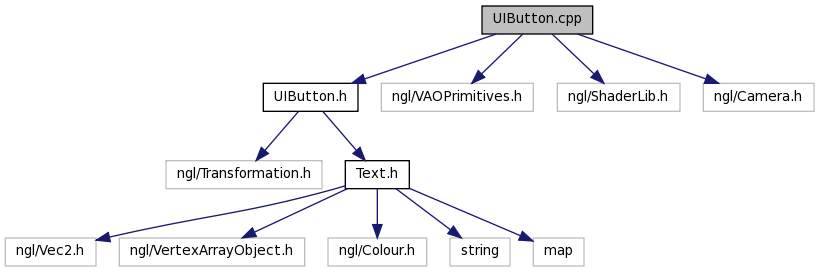 UIButton.cpp
UIButton.h
ngl/VAOPrimitives.h
ngl/ShaderLib.h
ngl/Camera.h
ngl/Transformation.h
Text.h
ngl/Vec2.h
ngl/VertexArrayObject.h
ngl/Colour.h
string
map